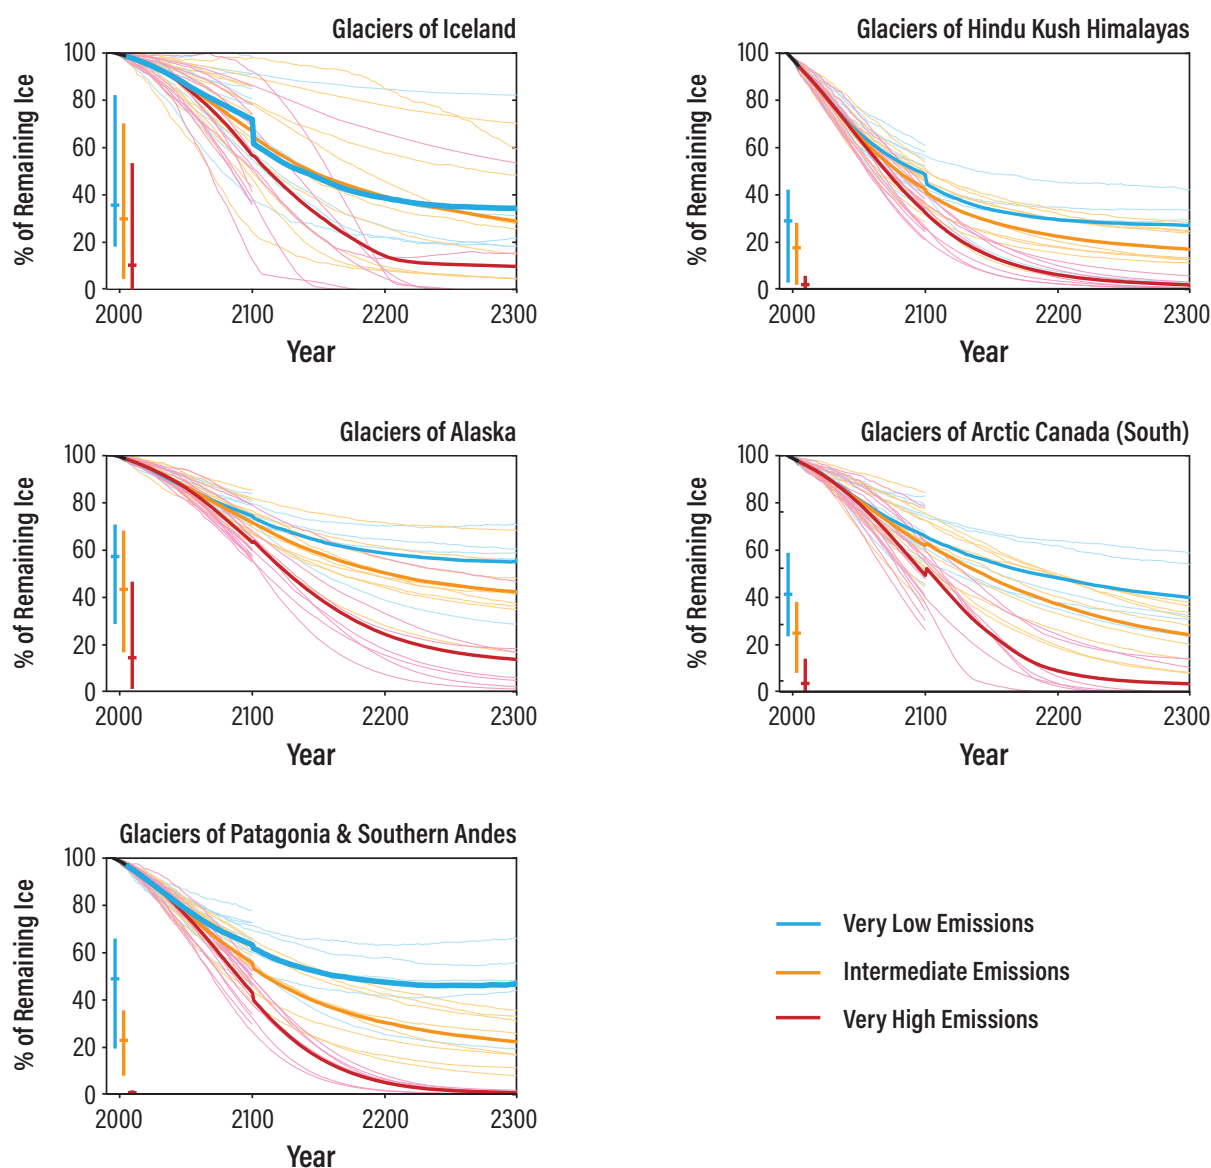 Glaciers of Iceland
% of Remaining Ice
100
80
60
40
20
0
2000 2100 2200 2300
Year
Glaciers of Hindu Kush Himalayas
% of Remaining Ice
100
80
60
40
20
0
2000 2100 2200 2300
Year
Glaciers of Alaska
% of Remaining Ice
100
80
60
40
20
0
2000 2100 2200 2300
Year
Glaciers of Arctic Canada (South)
% of Remaining Ice
100
80
60
40
20
0
2000 2100 2200 2300
Year
Glaciers of Patagonia & Southern Andes
% of Remaining Ice
100
80
60
40
20
0
2000 2100 2200 2300
Year
Very Low Emissions
Intermediate Emissions
Very High Emissions